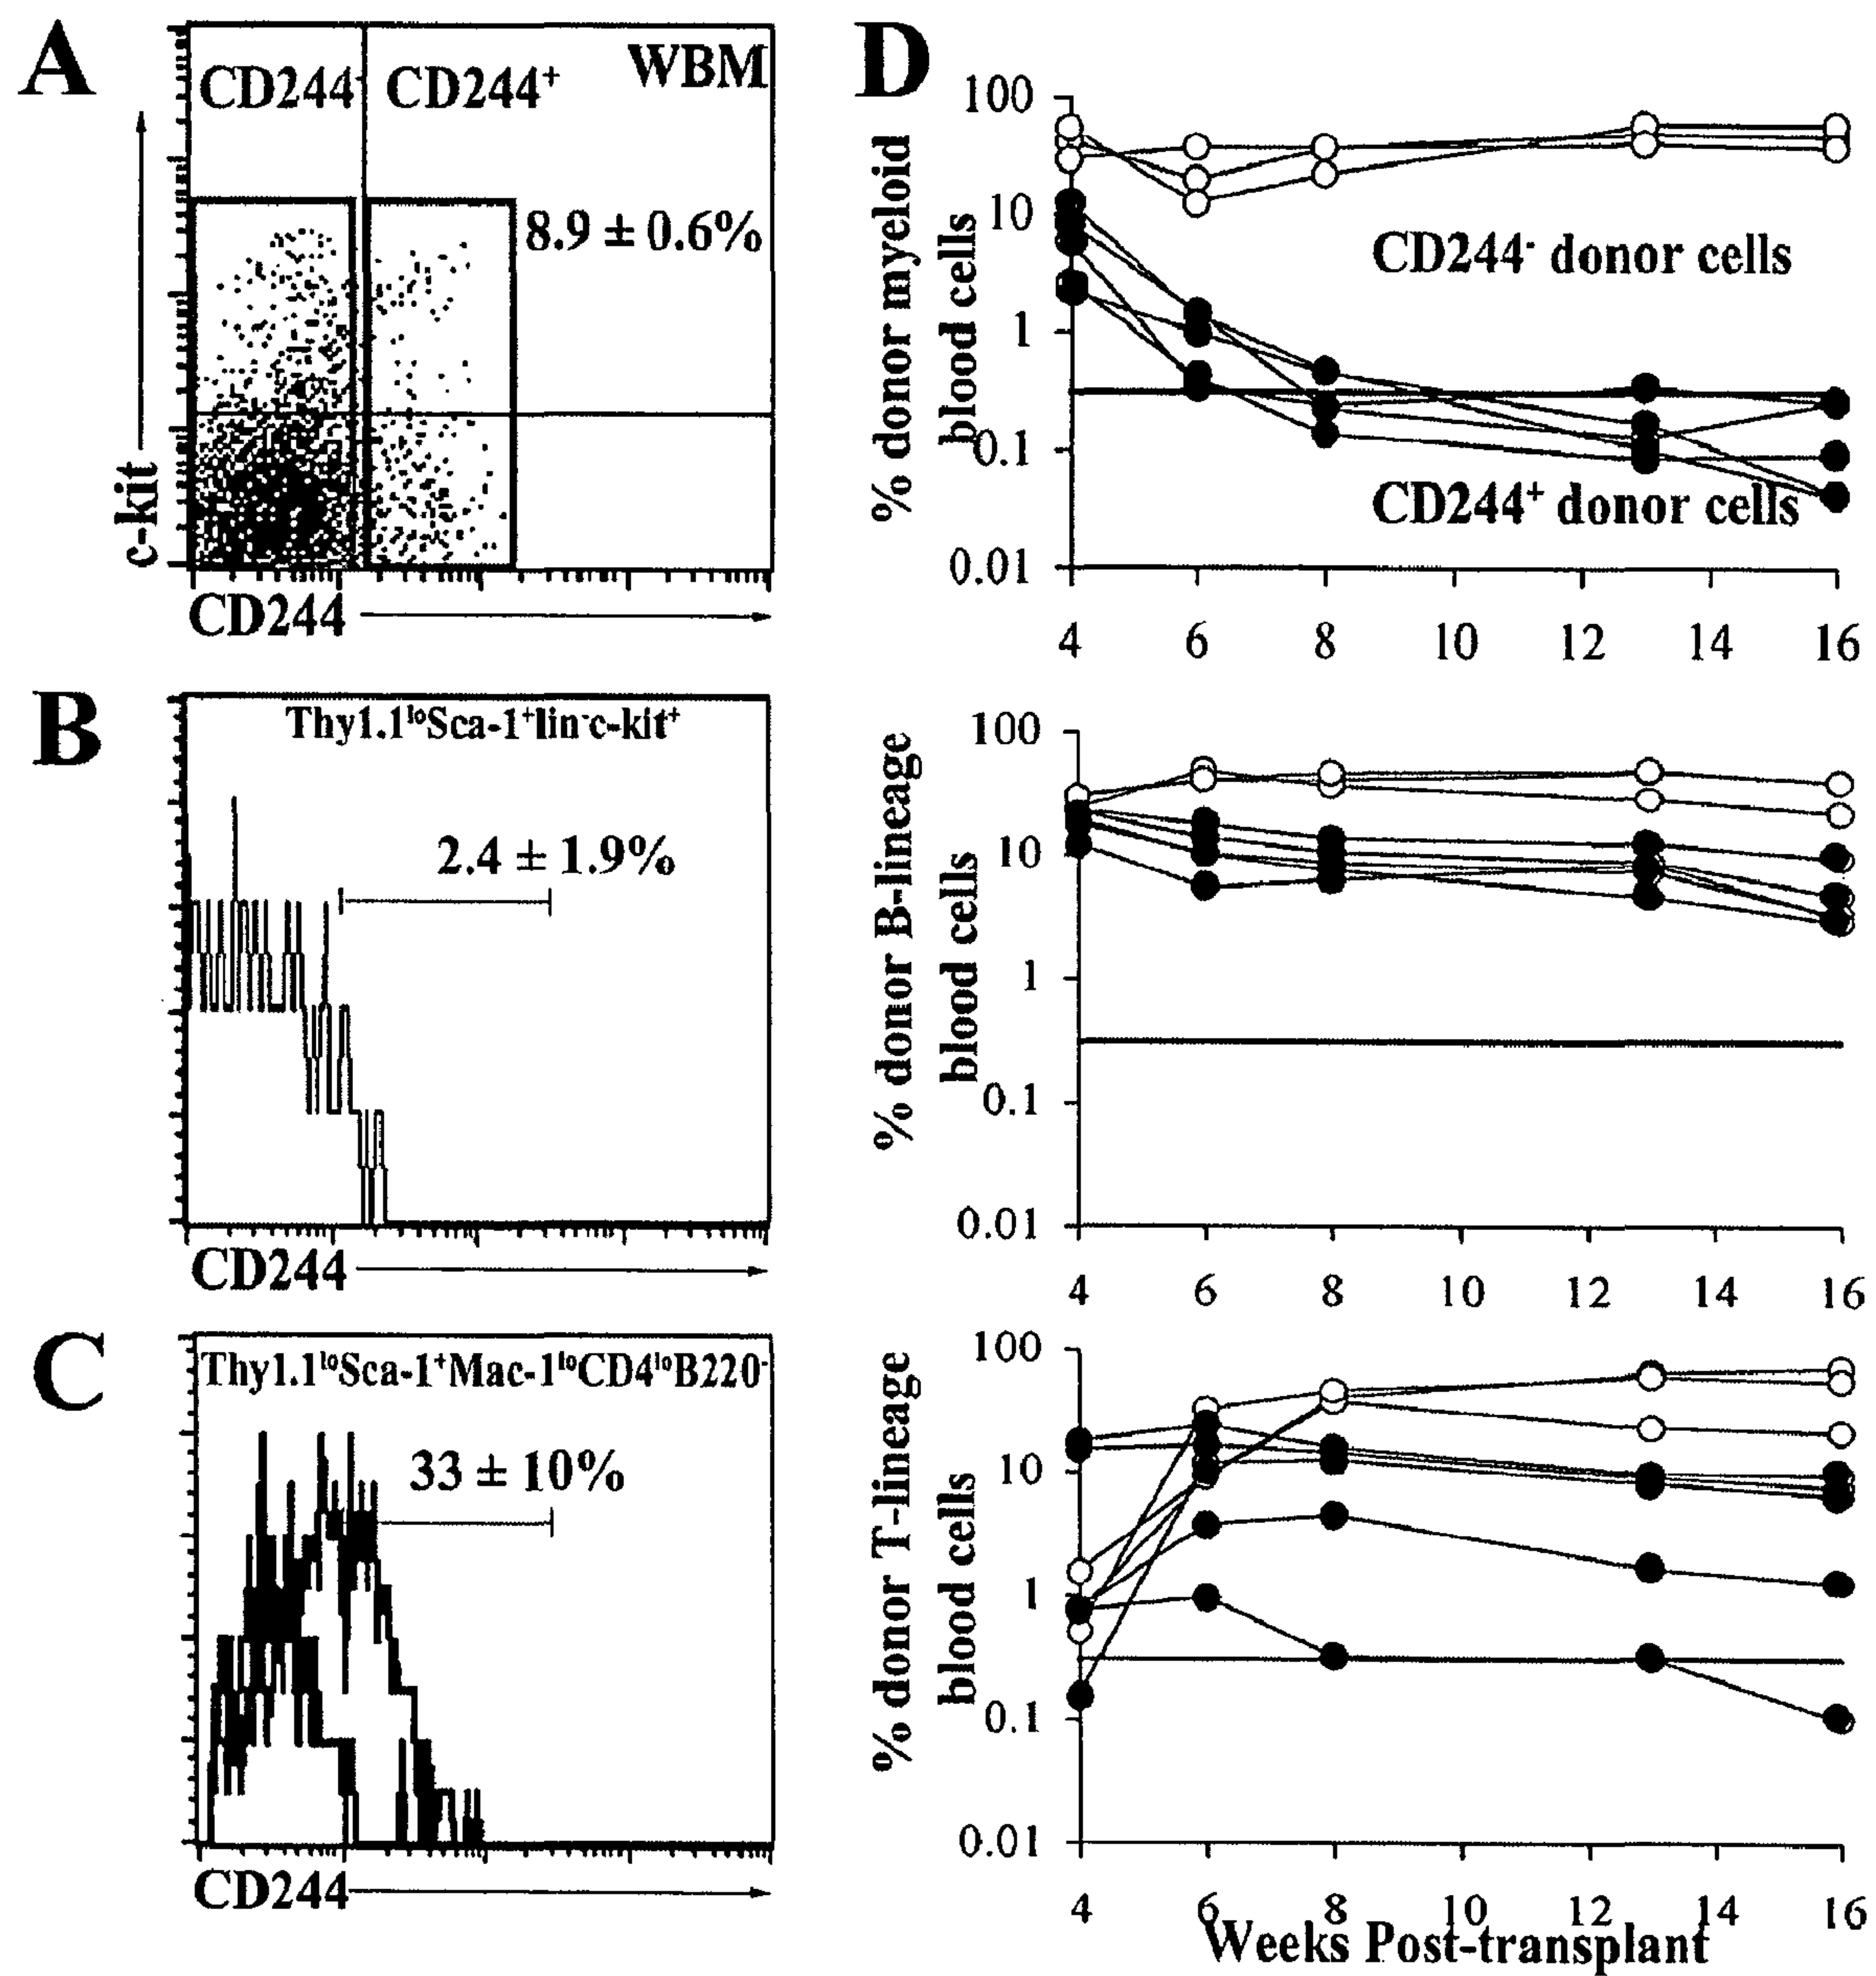 A
CD244
CD244⁺
WBM
8.9 ± 0.6%
c-kit
CD244
B
Thy1.1ˡᵒSca-1⁺lin⁻c-kit⁺
2.4 ± 1.9%
CD244
C
Thy1.1ˡᵒSca-1⁺Mac-1ˡᵒCD4ˡᵒB220⁻
33 ± 10%
CD244
D
% donor myeloid
blood cells
100
10
1
0.1
0.01
CD244⁻ donor cells
CD244⁺ donor cells
4 6 8 10 12 14 16
% donor B-lineage
blood cells
100
10
1
0.1
0.01
4 6 8 10 12 14 16
% donor T-lineage
blood cells
100
10
1
0.1
0.01
4 6 8 10 12 14 16
Weeks Post-transplant